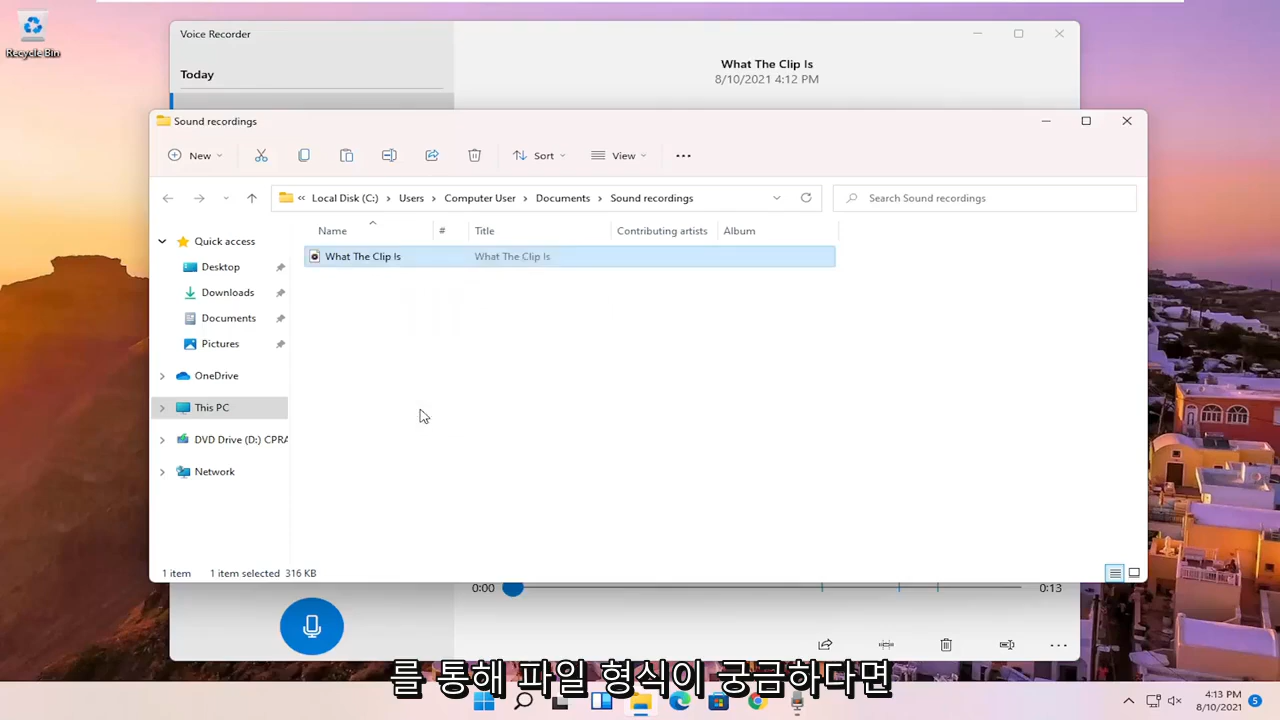 Recycle Bin
Voice Recorder
Today
What The Clip Is
8/10/2021 4:12 PM
Sound recordings
New
Sort
View
Local Disk (C:)
Users
Computer User
Documents
Sound recordings
Search Sound recordings
Name
#
Title
Contributing artists
Album
What The Clip Is
What The Clip Is
Quick access
Desktop
Downloads
Documents
Pictures
OneDrive
This PC
DVD Drive (D:) CPRA
Network
1 item
1 item selected 316 KB
0:00
0:13
를 통해 파일 형식이 궁금하다면
4:13 PM
8/10/2021
5